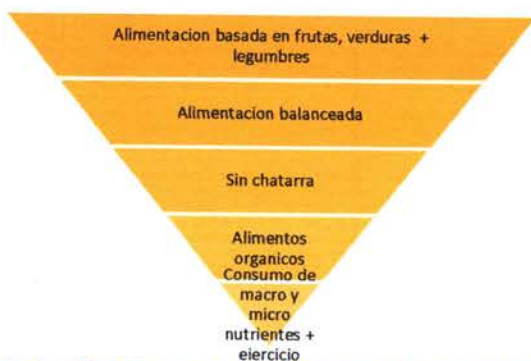 Alimentacion basada en frutas, verduras +
legumbres
Alimentacion balanceada
Sin chatarra
Alimentos
organicos
Consumo de
macro y
micro
nutrientes +
ejercicio